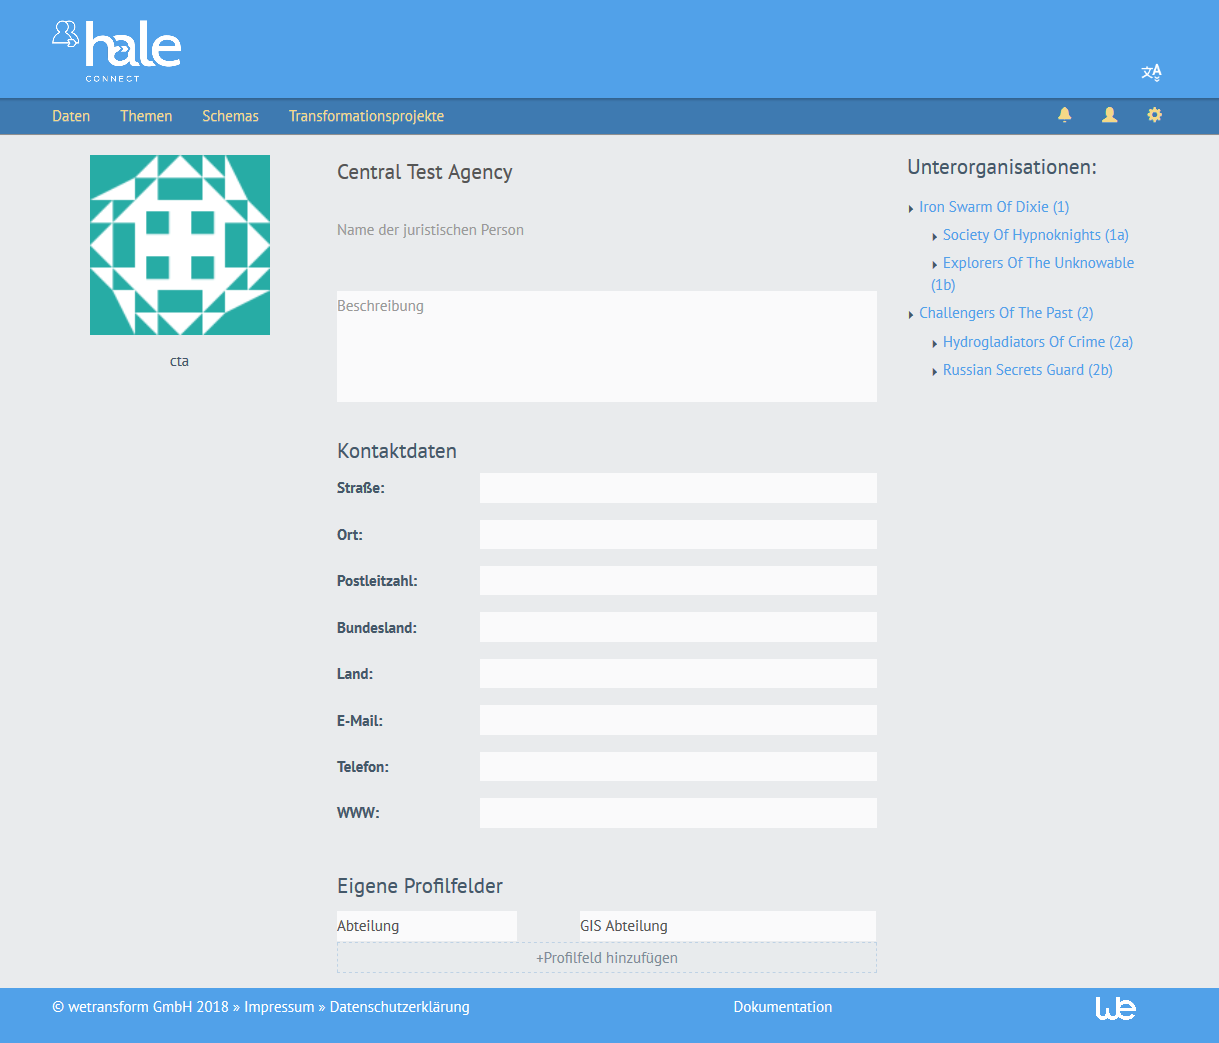 hale
CONNECT
Daten Themen Schemas Transformationsprojekte
cta
Central Test Agency
Name der juristischen Person
Beschreibung
Kontaktdaten
Straße:
Ort:
Postleitzahl:
Bundesland:
Land:
E-Mail:
Telefon:
WWW:
Eigene Profilfelder
Abteilung GIS Abteilung
+Profilfeld hinzufügen
Unterorganisationen:
Iron Swarm Of Dixie (1)
Society Of Hypnoknights (1a)
Explorers Of The Unknowable
(1b)
Challengers Of The Past (2)
Hydrogladiators Of Crime (2a)
Russian Secrets Guard (2b)
© wetransform GmbH 2018 » Impressum » Datenschutzerklärung Dokumentation we